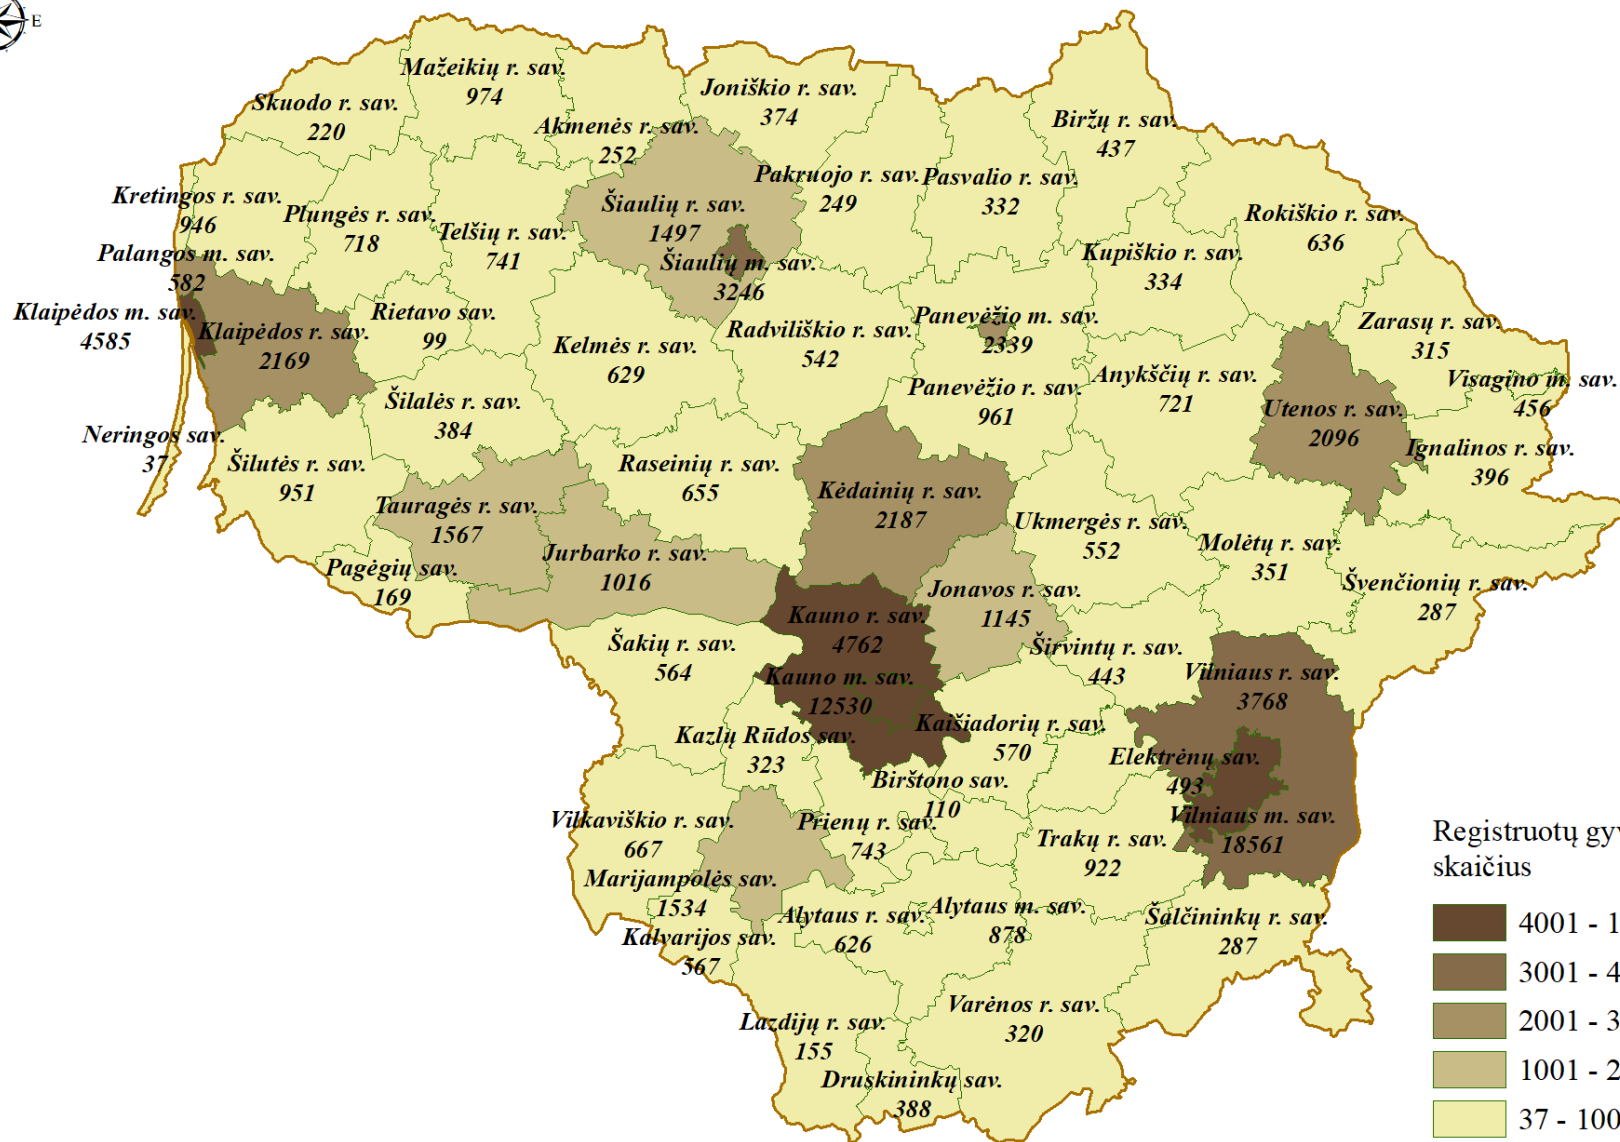 E
Mažeikių r. sav.
974
Skuodo r. sav.
220
Joniškio r. sav.
374
Akmenės r. sav.
252
Biržų r. sav.
437
Pakruojo r. sav.
249
Pasvalio r. sav.
332
Kretingos r. sav.
946
Plungės r. sav.
718
Telšių r. sav.
741
Šiaulių r. sav.
1497
Rokiškio r. sav.
636
Palangos m. sav.
582
Šiaulių m. sav.
3246
Kupiškio r. sav.
334
Klaipėdos m. sav.
4585
Klaipėdos r. sav.
2169
Rietavo sav.
99
Kelmės r. sav.
629
Radviliškio r. sav.
542
Panevėžio m. sav.
2339
Zarasų r. sav.
315
Panevėžio r. sav.
961
Anykščių r. sav.
721
Visagino m. sav.
456
Šilalės r. sav.
384
Utenos r. sav.
2096
Neringos sav.
37
Šilutės r. sav.
951
Ignalinos r. sav.
396
Raseinių r. sav.
655
Tauragės r. sav.
1567
Kėdainių r. sav.
2187
Ukmergės r. sav.
552
Molėtų r. sav.
351
Pagėgių sav.
169
Jurbarko r. sav.
1016
Jonavos r. sav.
1145
Švenčionių r. sav.
287
Kauno r. sav.
4762
Šakių r. sav.
564
Širvintų r. sav.
443
Vilniaus r. sav.
3768
Kauno m. sav.
12530
Kazlų Rūdos sav.
323
Kaišiadorių r. sav.
570
Elektrėnų sav.
493
Birštono sav.
110
Vilkaviškio r. sav.
667
Prienų r. sav.
743
Trakų r. sav.
922
Vilniaus m. sav.
18561
Marijampolės sav.
1534
Alytaus r. sav.
626
Alytaus m. sav.
878
Šalčininkų r. sav.
287
Kalvarijos sav.
567
Lazdijų r. sav.
155
Varėnos r. sav.
320
Druskininkų sav.
388
Registruotų gyv
skaičius
4001 - 1
3001 - 4
2001 - 3
1001 - 2
37 - 100